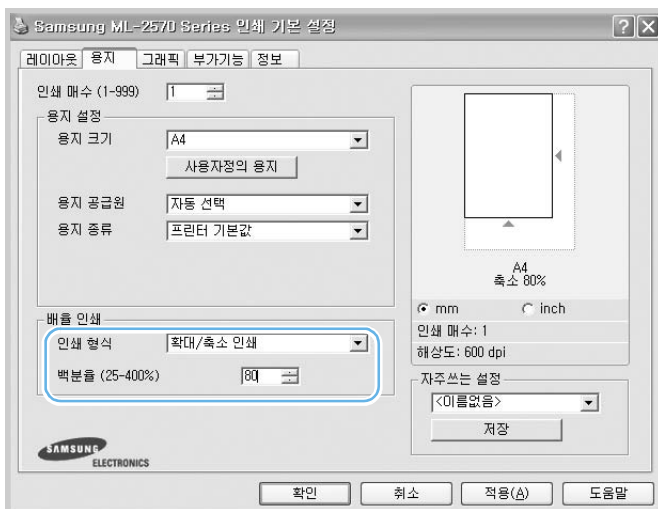 Samsung ML-2570 Series 인쇄 기본 설정
레이아웃 용지 그래픽 부가기능 정보
인쇄 매수 (1-999) 1
용지 설정
용지 크기 A4
사용자정의 용지
용지 공급원 자동 선택
용지 종류 프린터 기본값
배율 인쇄
인쇄 형식 확대/축소 인쇄
백분율 (25-400%) 80
SAMSUNG
ELECTRONICS
A4
축소 80%
mm inch
인쇄 매수: 1
해상도: 600 dpi
자주쓰는 설정
<이름없음>
저장
확인 취소 적용(A) 도움말